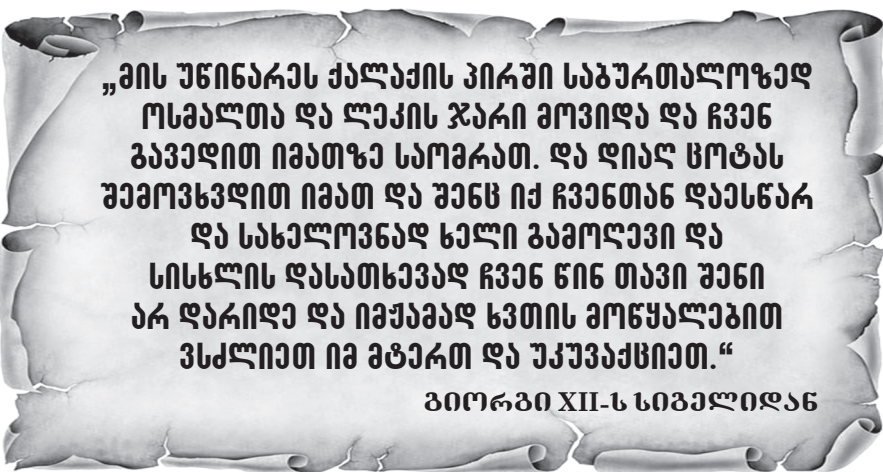 „მის უწინარეს ქალაქის პირში საბურთალოზედ
ოსმალთა და ლეკის ჯარი მოვიდა და ჩვენ
გავედით იმათზე საომრათ. და დიაღ ცოტას
შემოვხვდით იმათ და შენც იქ ჩვენთან დაესწარ
და სახელოვნად ხელი გამოღევი და
სისხლის დასათხევად ჩვენ წინ თავი შენი
არ დარიდე და იმჟამად ხვთის მოწყალებით
ვსძლიეთ იმ მტერთ და უკუვაქციეთ.“
გიორგი XII-ს სიგელიდან